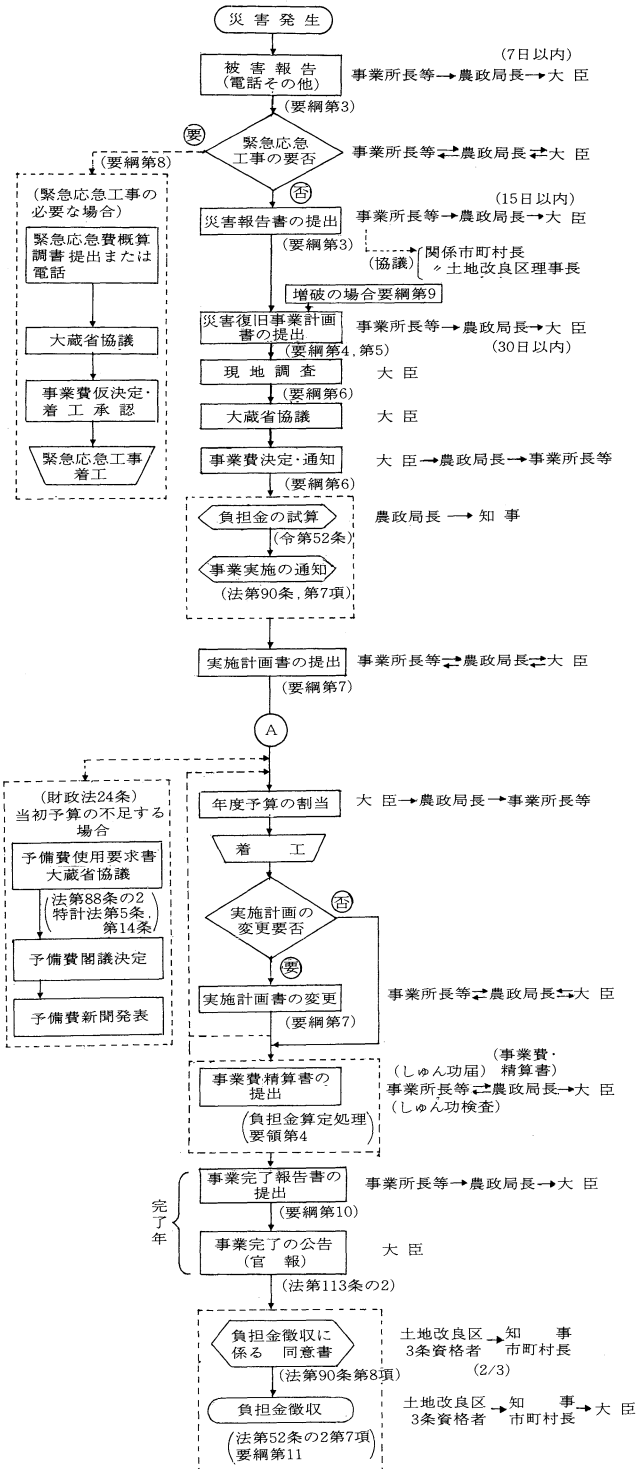 災害発生
被害報告
(電話その他)
事業所長等→農政局長→大臣
(7日以内)
(要綱第3)
緊急応急
工事の要否
事業所長等⇄農政局長⇄大臣
要
(要綱第8)
否
(緊急応急工事の
必要な場合)
緊急応急費概算
調書提出または
電話
大蔵省協議
事業費仮決定・
着工承認
緊急応急工事
着工
災害報告書の提出
(要綱第3)
(15日以内)
事業所長等→農政局長→大臣
(協議)
関係市町村長
〃土地改良区理事長
増破の場合要綱第9
災害復旧事業計画
書の提出
(要綱第4,第5)
事業所長等→農政局長→大臣
(30日以内)
現地調査
大臣
(要綱第6)
大蔵省協議
大臣
事業費決定・通知
大臣→農政局長→事業所長等
(要綱第6)
負担金の試算
農政局長→知事
(令第52条)
事業実施の通知
(法第90条,第7項)
実施計画書の提出
事業所長等⇄農政局長⇄大臣
(要綱第7)
A
(財政法24条)
当初予算の不足する
場合
予備費使用要求書
大蔵省協議
(法第88条の2
特計法第5条,
第14条)
予備費閣議決定
予備費新聞発表
年度予算の割当
大臣→農政局長→事業所長等
着工
実施計画の
変更要否
否
要
実施計画書の変更
事業所長等⇄農政局長⇄大臣
(要綱第7)
事業費精算書の
提出
(負担金算定処理
要領第4)
(事業費・
(しゅん功届) 精算書)
事業所長等⇄農政局長→大臣
(しゅん功検査)
完了年
事業完了報告書の
提出
事業所長等→農政局長→大臣
(要綱第10)
事業完了の公告
(官報)
大臣
(法第113条の2)
負担金徴収に
係る 同意書
(法第90条第8項)
土地改良区→知事
3条資格者 市町村長
(2/3)
負担金徴収
土地改良区→知事→大臣
3条資格者 市町村長
(法第52条の2第7項
要綱第11)